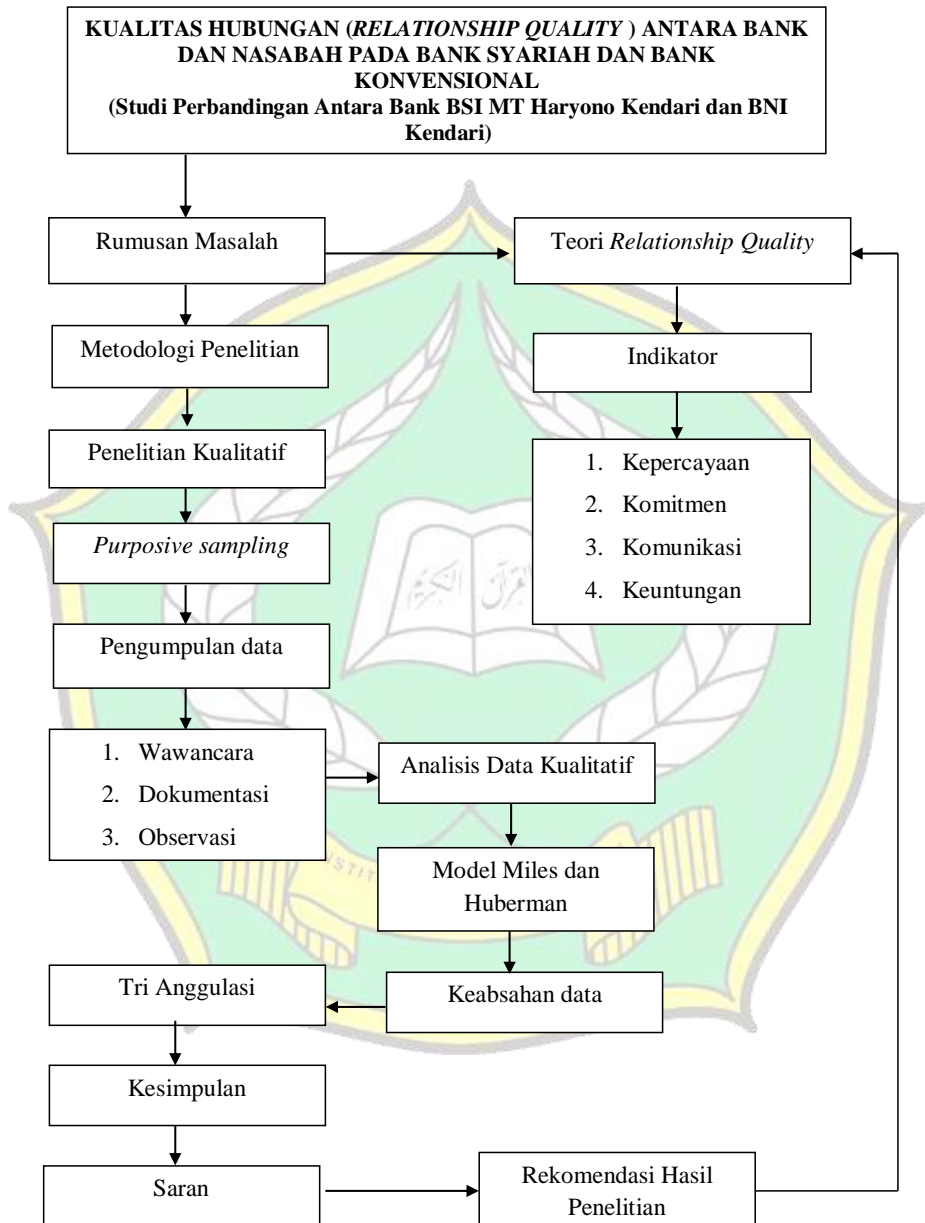 KUALITAS HUBUNGAN (RELATIONSHIP QUALITY ) ANTARA BANK
DAN NASABAH PADA BANK SYARIAH DAN BANK
KONVENSIONAL
(Studi Perbandingan Antara Bank BSI MT Haryono Kendari dan BNI
Kendari)
Rumusan Masalah
Teori Relationship Quality
Metodologi Penelitian
Indikator
Penelitian Kualitatif
1. Kepercayaan
2. Komitmen
3. Komunikasi
4. Keuntungan
Purposive sampling
Pengumpulan data
1. Wawancara
2. Dokumentasi
3. Observasi
Analisis Data Kualitatif
Model Miles dan
Huberman
Keabsahan data
Tri Anggulasi
Kesimpulan
Saran
Rekomendasi Hasil
Penelitian